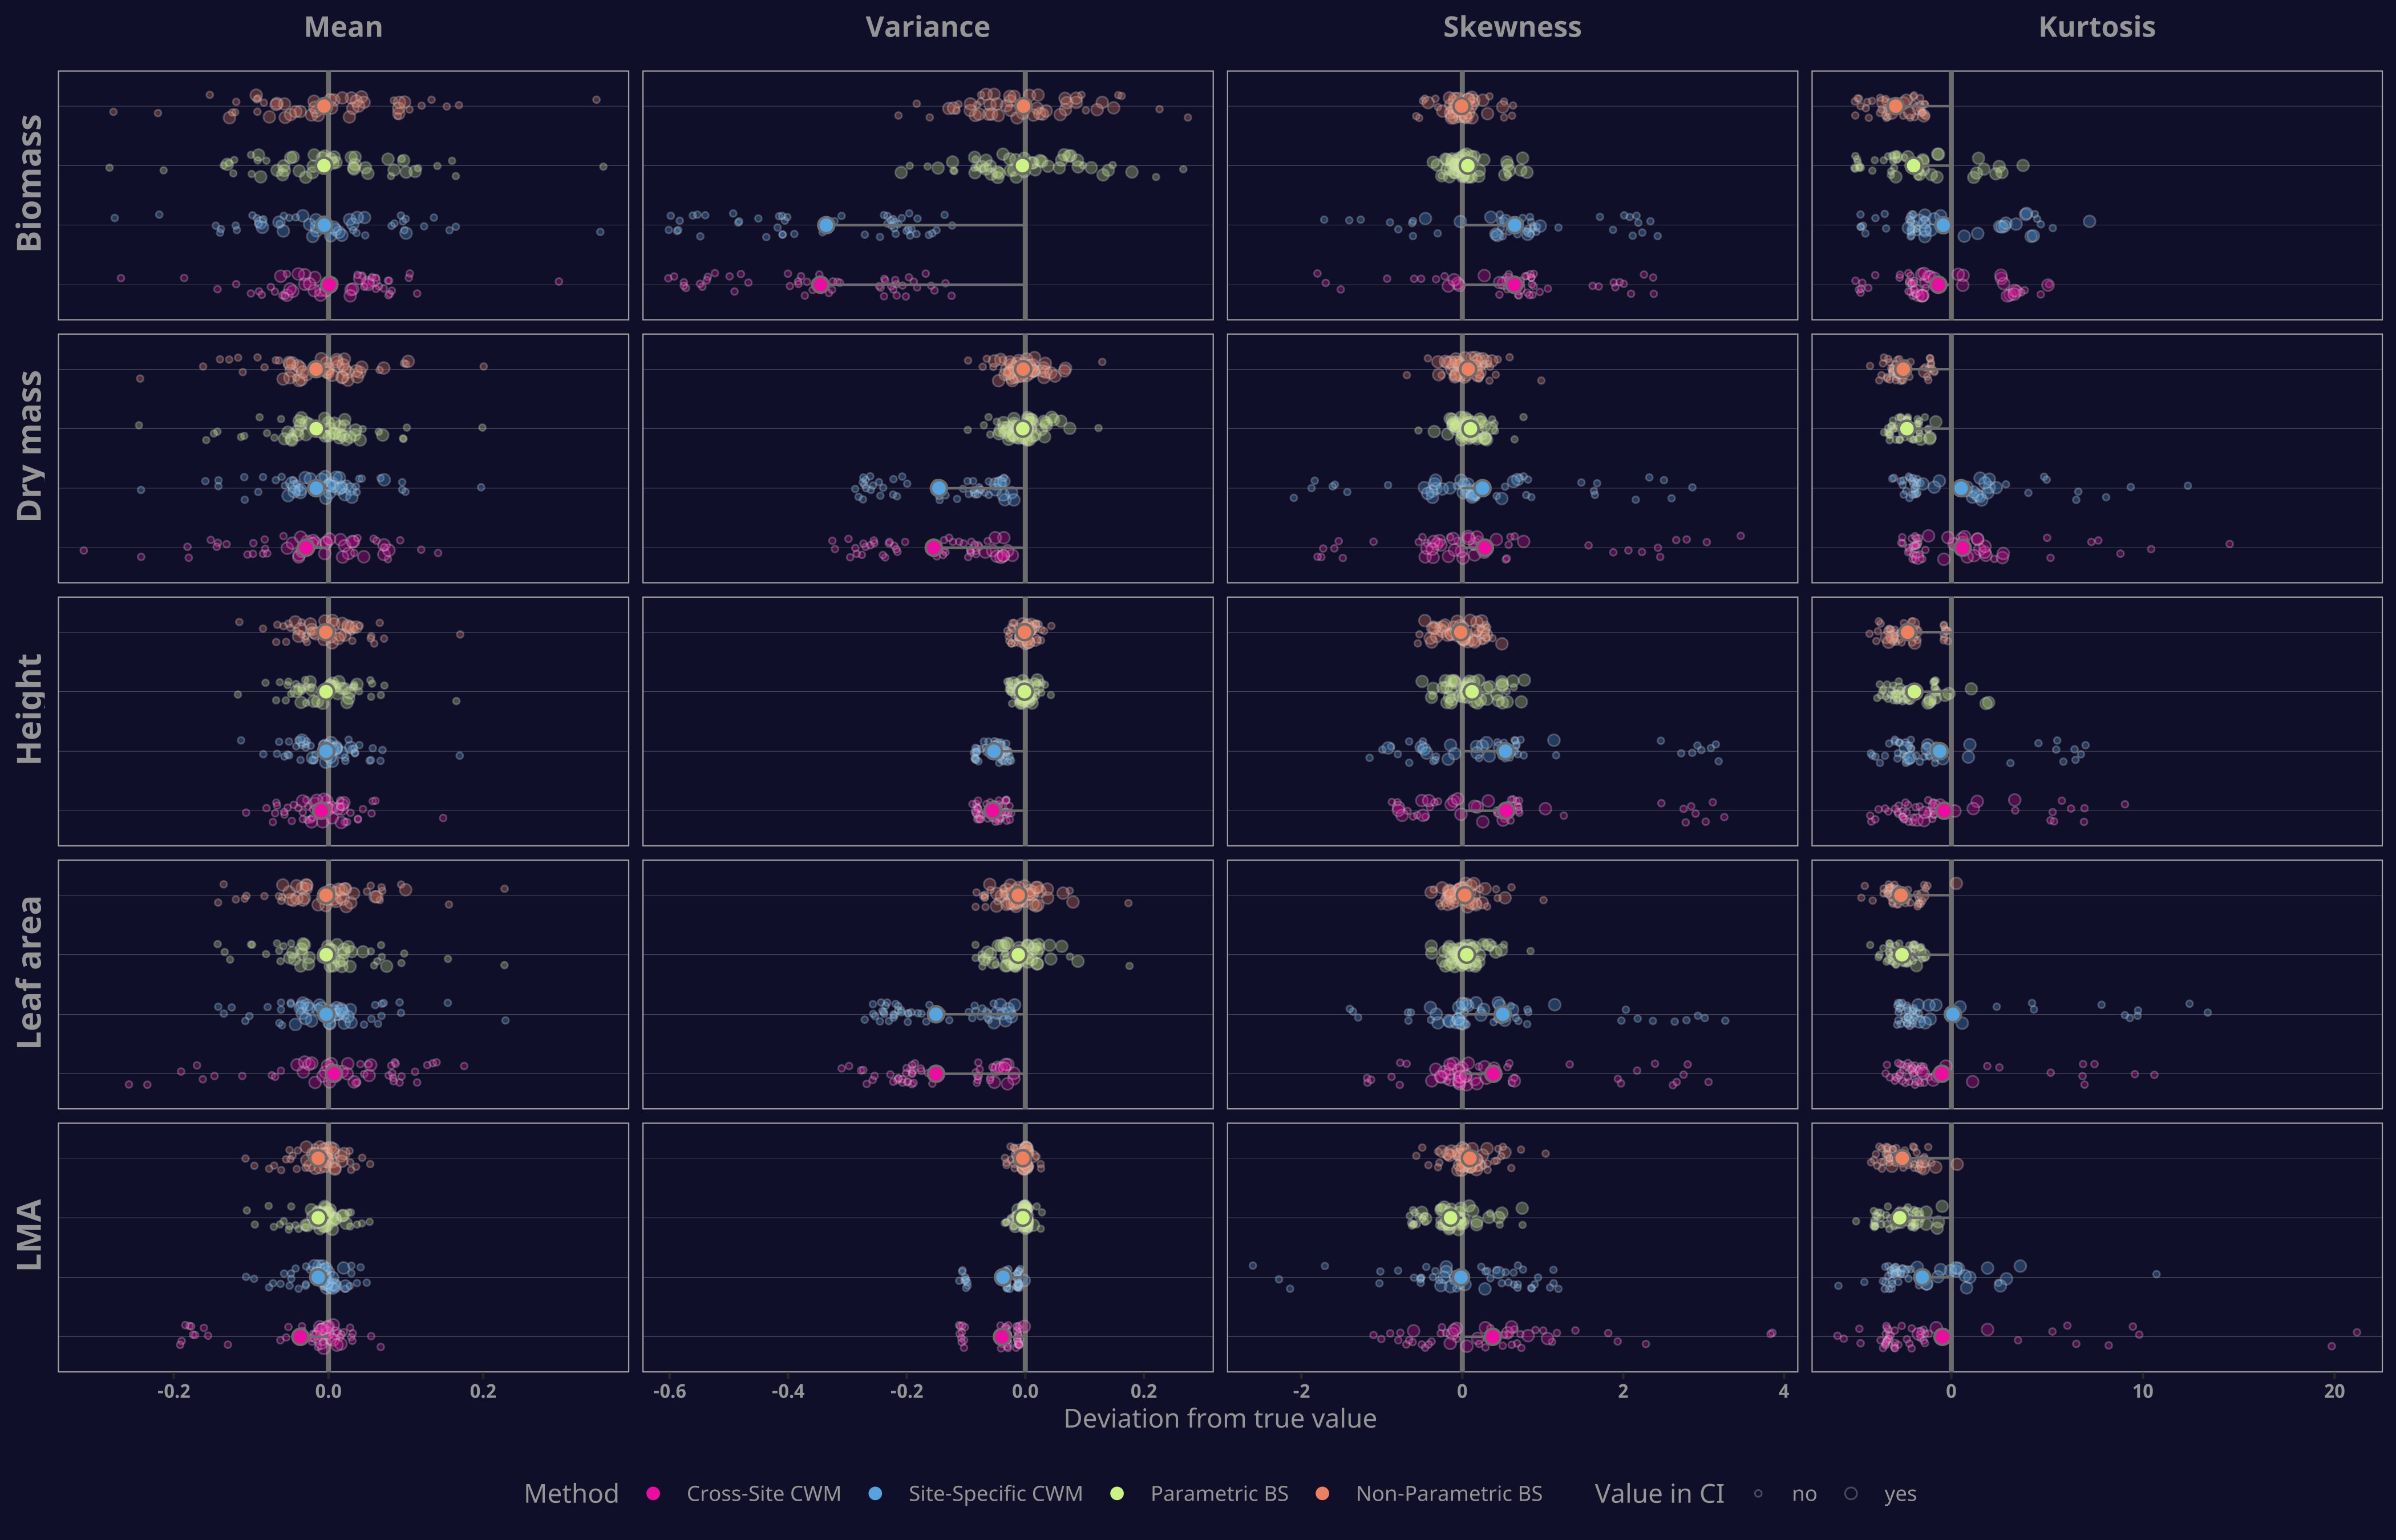 Mean Variance Skewness Kurtosis
Biomass
Dry mass
Height
Leaf area
LMA
-0.2 0.0 0.2 -0.6 -0.4 -0.2 0.0 0.2 -2 0 2 4 0 10 20
Deviation from true value
Method Cross-Site CWM Site-Specific CWM Parametric BS Non-Parametric BS Value in CI no yes